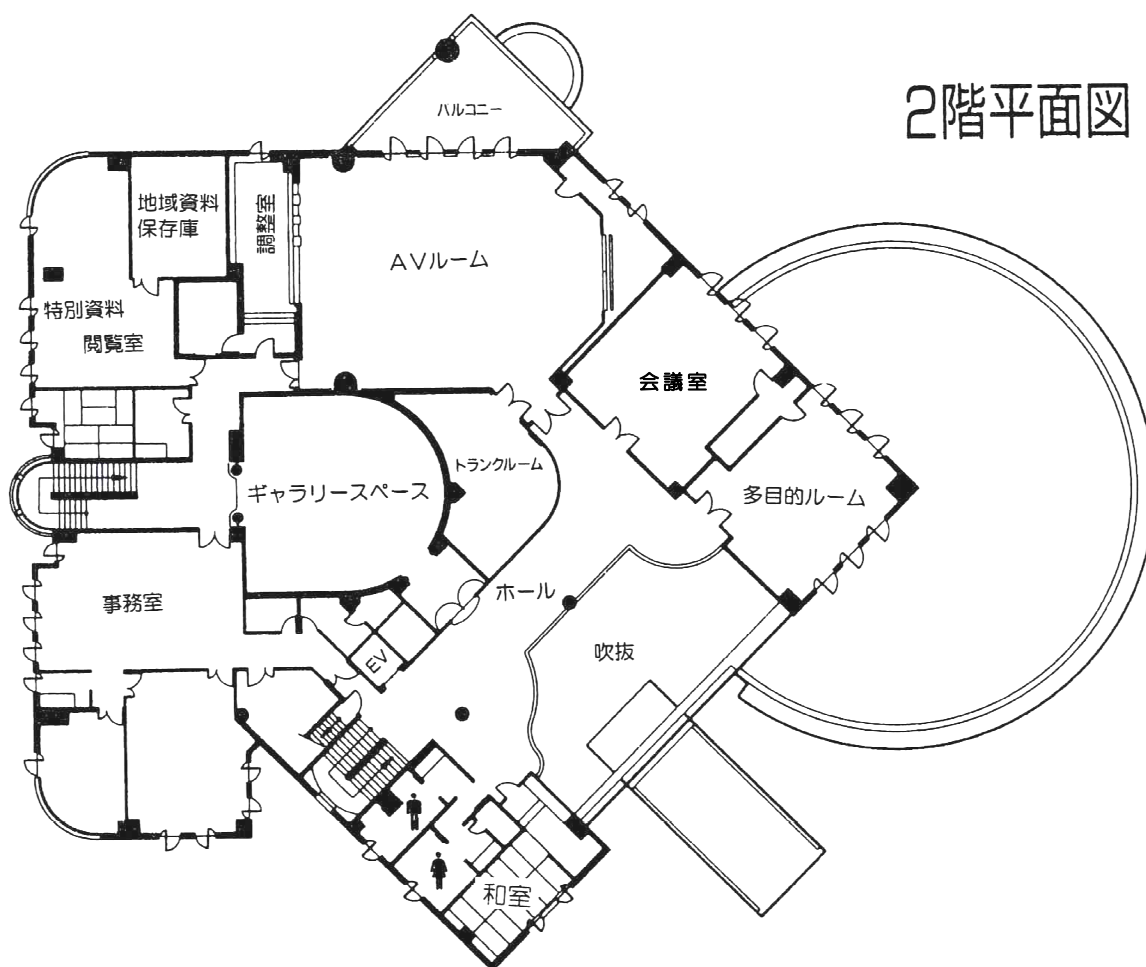 2階平面図
バルコニー
地域資料
保存庫
調整室
AVルーム
特別資料
閲覧室
会議室
トランクルーム
ギャラリースペース
多目的ルーム
ホール
事務室
吹抜
EV
和室